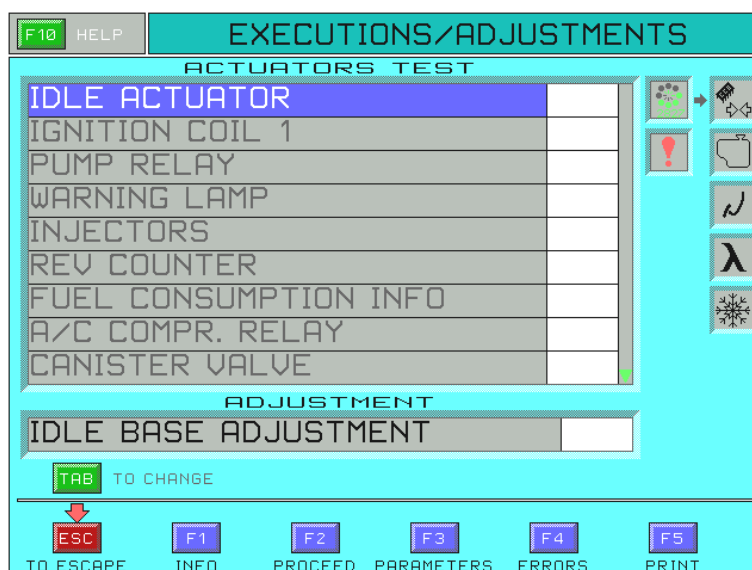 F10 HELP EXECUTIONS/ADJUSTMENTS
ACTUATORS TEST
IDLE ACTUATOR
IGNITION COIL 1
PUMP RELAY
WARNING LAMP
INJECTORS
REV COUNTER
FUEL CONSUMPTION INFO
A/C COMPR. RELAY
CANISTER VALVE
ADJUSTMENT
IDLE BASE ADJUSTMENT
TAB TO CHANGE
ESC F1 F2 F3 F4 F5
TO ESCAPE INFO PROCEED PARAMETERS ERRORS PRINT
λ